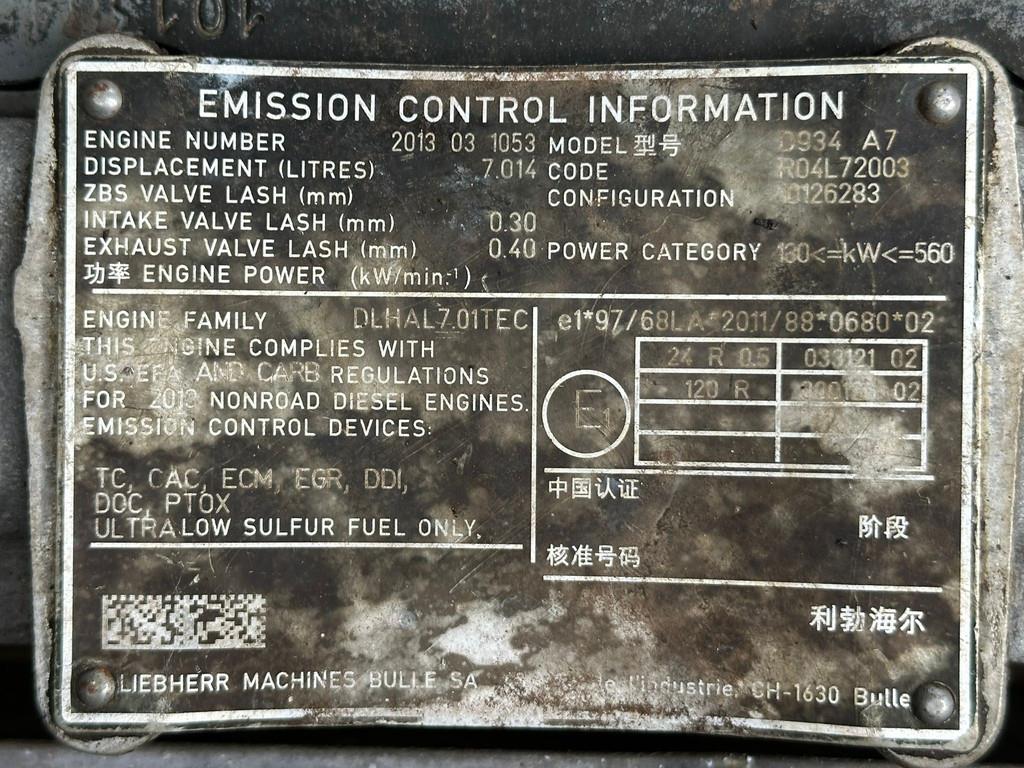 EMISSION CONTROL INFORMATION
ENGINE NUMBER 2013 03 1053 MODEL 型号 D934 A7
DISPLACEMENT (LITRES) 7.014 CODE R04L72003
ZBS VALVE LASH (mm) CONFIGURATION 10126283
INTAKE VALVE LASH (mm) 0.30
EXHAUST VALVE LASH (mm) 0.40 POWER CATEGORY 130<=kW<=560
功率 ENGINE POWER (kW/min.⁻¹)
ENGINE FAMILY DLHAL7.01TEC
THIS ENGINE COMPLIES WITH
U.S. EPA AND CARB REGULATIONS
FOR 2013 NONROAD DIESEL ENGINES.
EMISSION CONTROL DEVICES:
TC, CAC, ECM, EGR, DDI,
DOC, PTOX
ULTRA LOW SULFUR FUEL ONLY.
e1*97/68LA*2011/88*0680*02
24 R 0.5 033121 02
120 R 02
E1
中国认证
阶段
核准号码
利勃海尔
LIEBHERR MACHINES BULLE SA
de l'industrie, CH-1630 Bulle